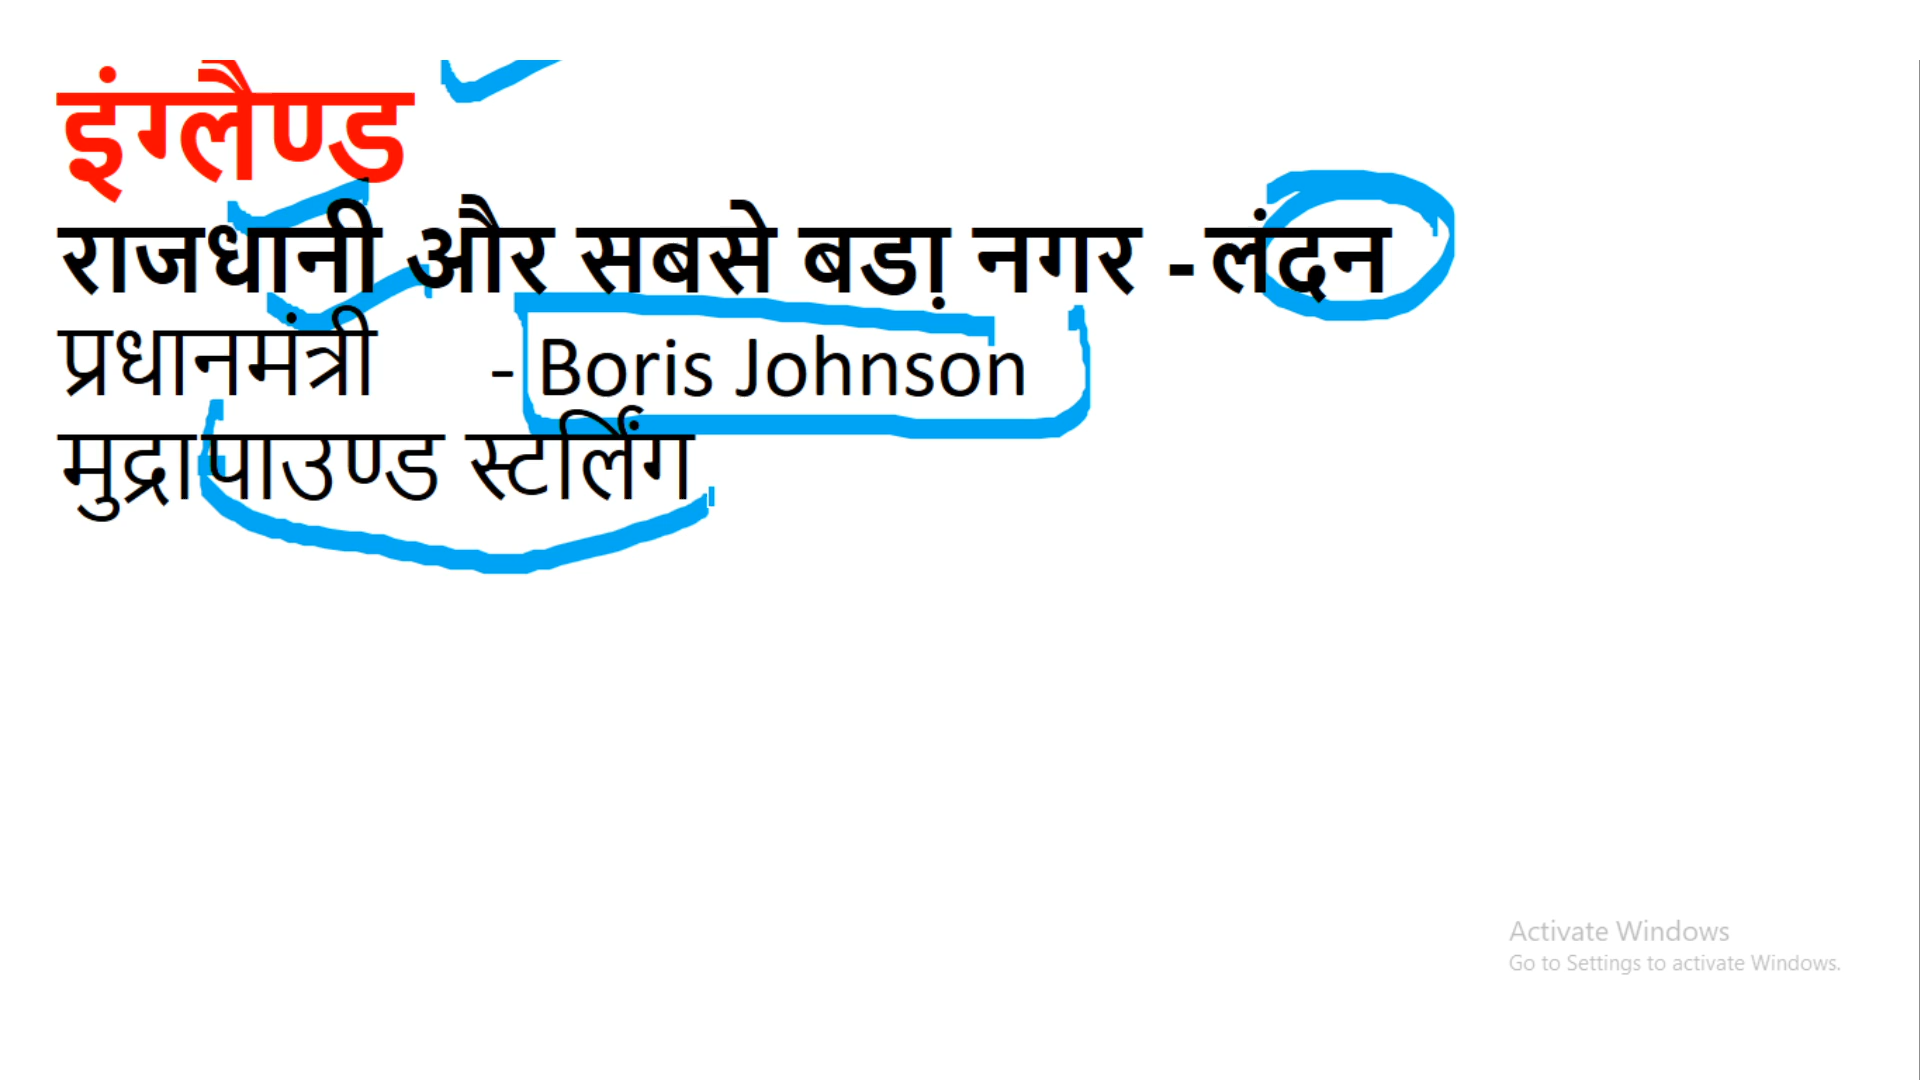 इंग्लैण्ड
राजधानी और सबसे बडा़ नगर - लंदन
प्रधानमंत्री - Boris Johnson
मुद्रा पाउण्ड स्टर्लिंग
Activate Windows
Go to Settings to activate Windows.